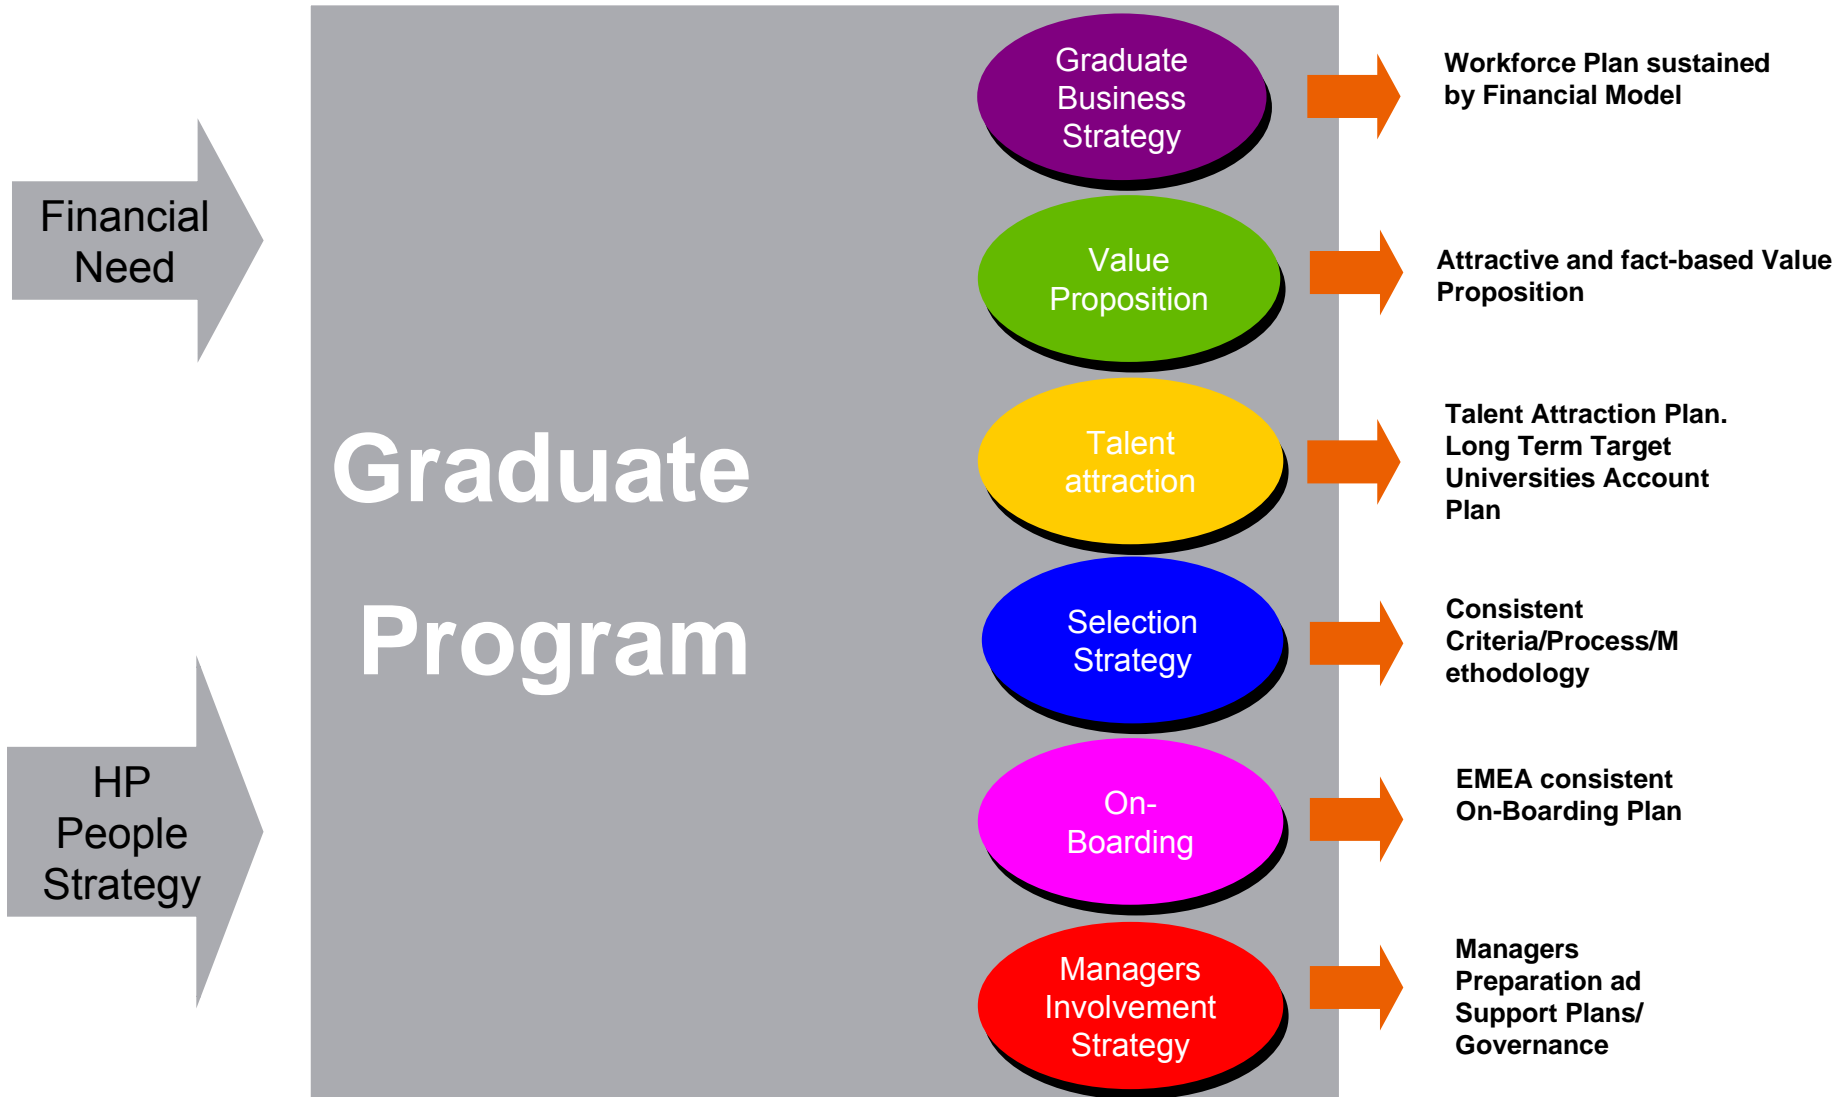 Financial
Need
HP
People
Strategy
Graduate
Program
Graduate
Business
Strategy
Workforce Plan sustained
by Financial Model
Value
Proposition
Attractive and fact-based Value
Proposition
Talent
attraction
Talent Attraction Plan.
Long Term Target
Universities Account
Plan
Selection
Strategy
Consistent
Criteria/Process/M
ethodology
On-
Boarding
EMEA consistent
On-Boarding Plan
Managers
Involvement
Strategy
Managers
Preparation ad
Support Plans/
Governance